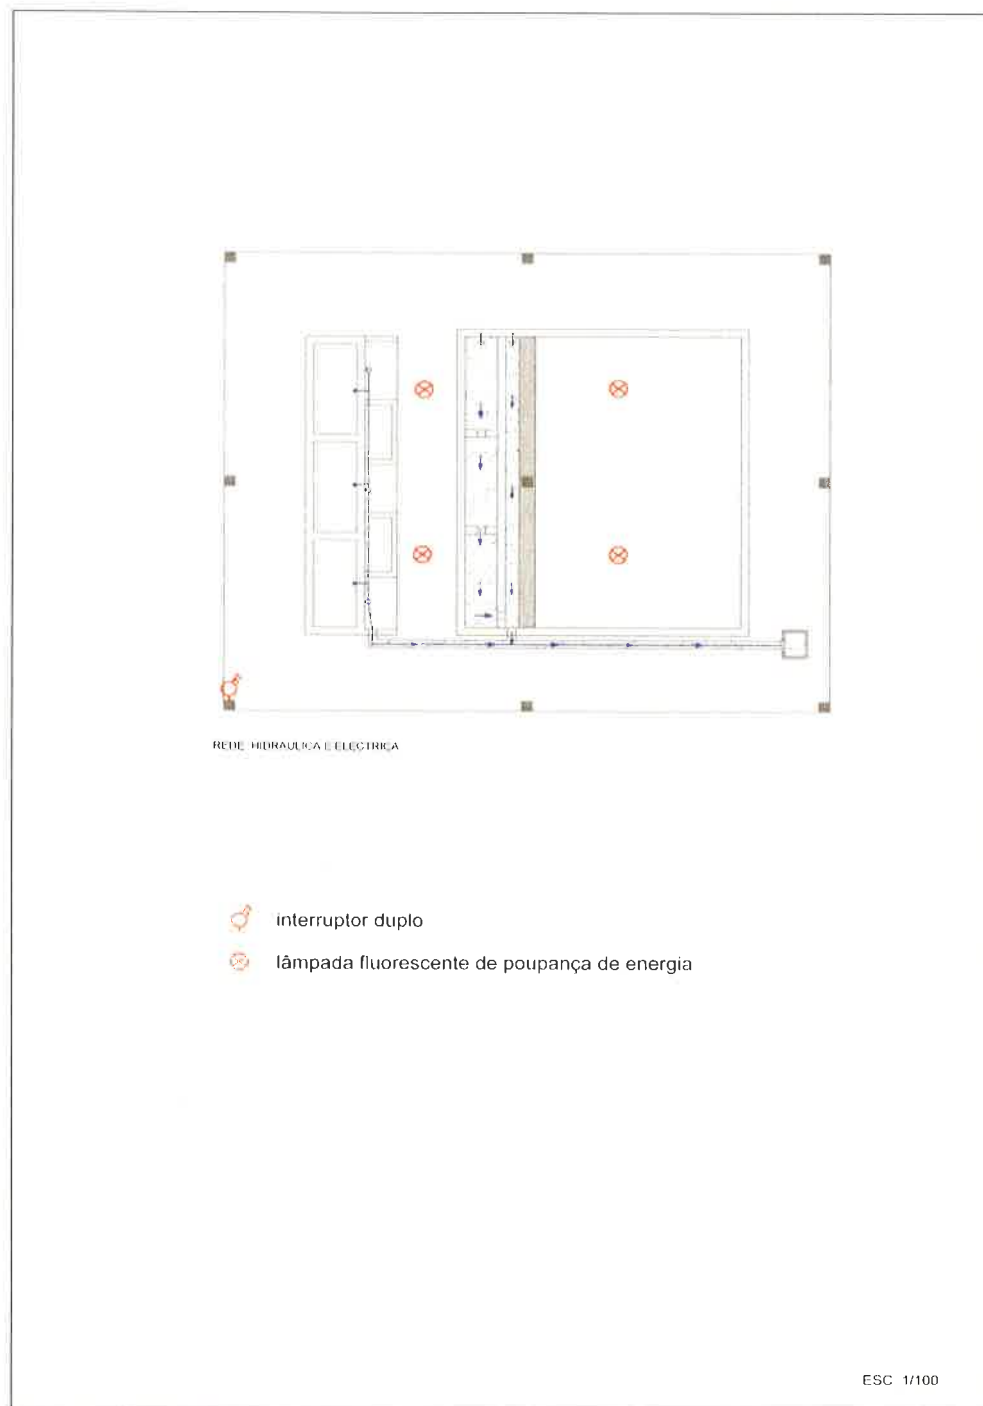 REDE HIDRAULICA E ELECTRICA
interruptor duplo
lâmpada fluorescente de poupança de energia
ESC 1/100